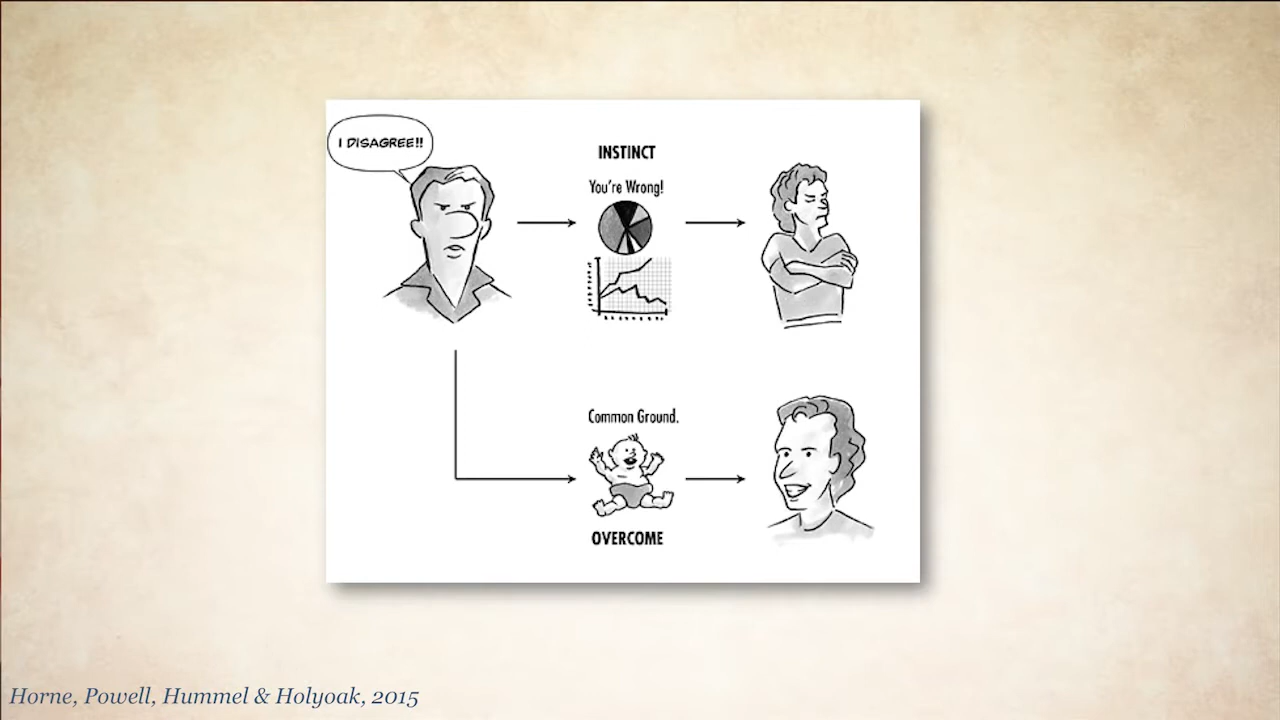 I DISAGREE!!
INSTINCT
You're Wrong!
Common Ground.
OVERCOME
Horne, Powell, Hummel & Holyoak, 2015